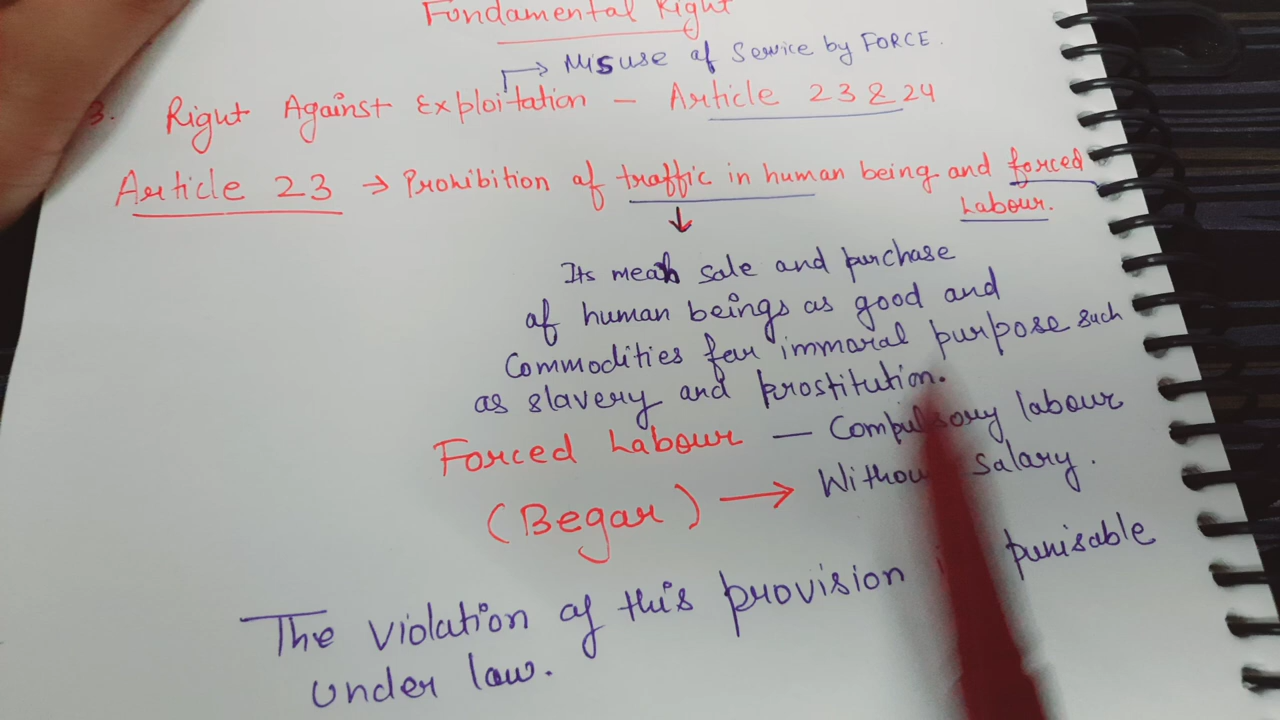 Fundamental Right
→ Misuse of Service by FORCE.
3. Right Against Exploitation - Article 23 & 24
Article 23 → Prohibition of traffic in human being and forced
Labour.
↓
Its mean sale and purchase
of human beings as good and
Commodities for immoral purpose such
as slavery and prostitution.
Forced Labour - Compulsory labour
(Begar) → Without salary.
The violation of this provision punisable
under law.